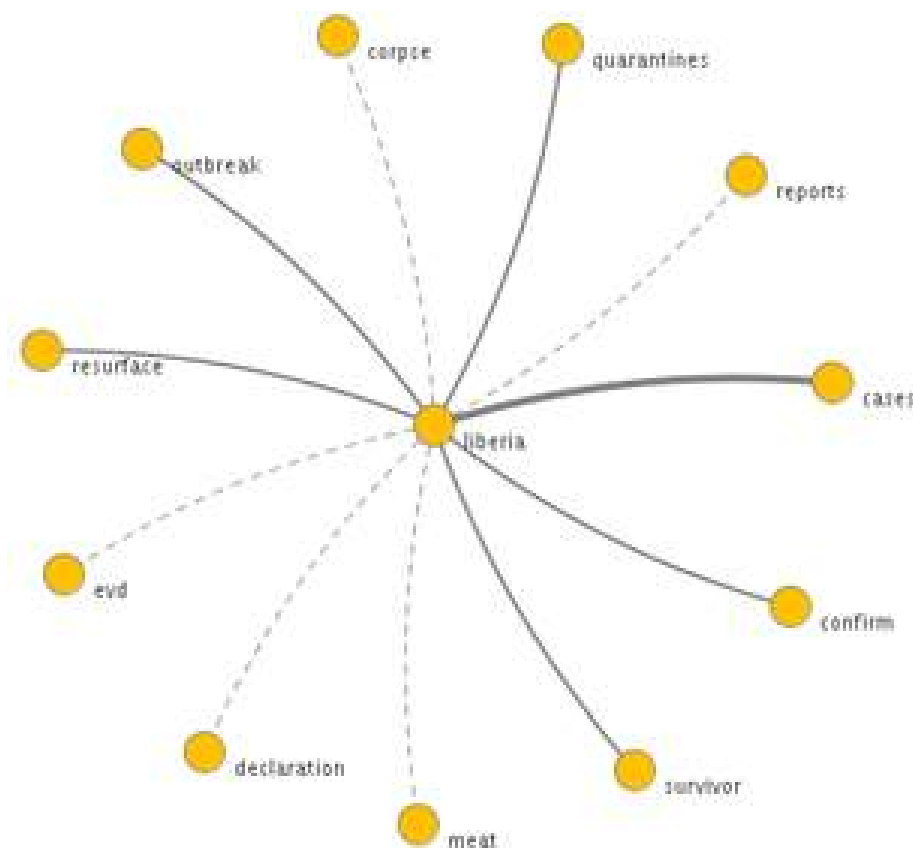 corpse
quarantines
outbreak
reports
resurface
cases
liberia
evd
confirm
declaration
survivor
meat